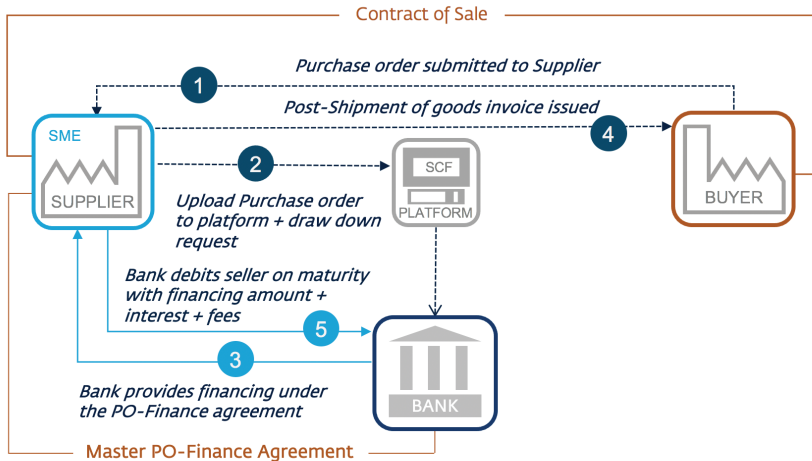 Contract of Sale
1
Purchase order submitted to Supplier
Post-Shipment of goods invoice issued
4
SME
SUPPLIER
2
SCF
PLATFORM
BUYER
Upload Purchase order
to platform + draw down
request
Bank debits seller on maturity
with financing amount +
interest + fees
5
3
BANK
Bank provides financing under
the PO-Finance agreement
Master PO-Finance Agreement